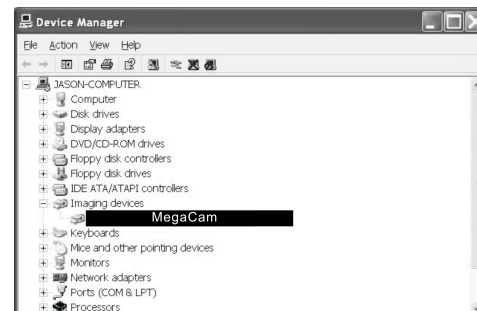 Device Manager
File Action View Help
JASON-COMPUTER
Computer
Disk drives
Display adapters
DVD/CD-ROM drives
Floppy disk controllers
Floppy disk drives
IDE ATA/ATAPI controllers
Imaging devices
MegaCam
Keyboards
Mice and other pointing devices
Monitors
Network adapters
Ports (COM & LPT)
Processors